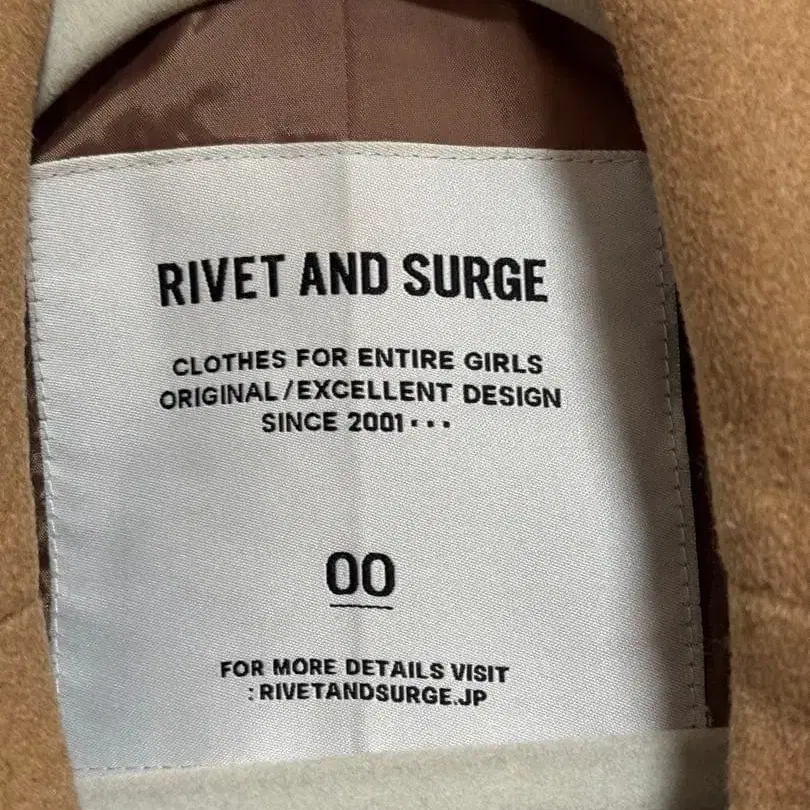 RIVET AND SURGE
CLOTHES FOR ENTIRE GIRLS
ORIGINAL/EXCELLENT DESIGN
SINCE 2001···
00
FOR MORE DETAILS VISIT
:RIVETANDSURGE.JP